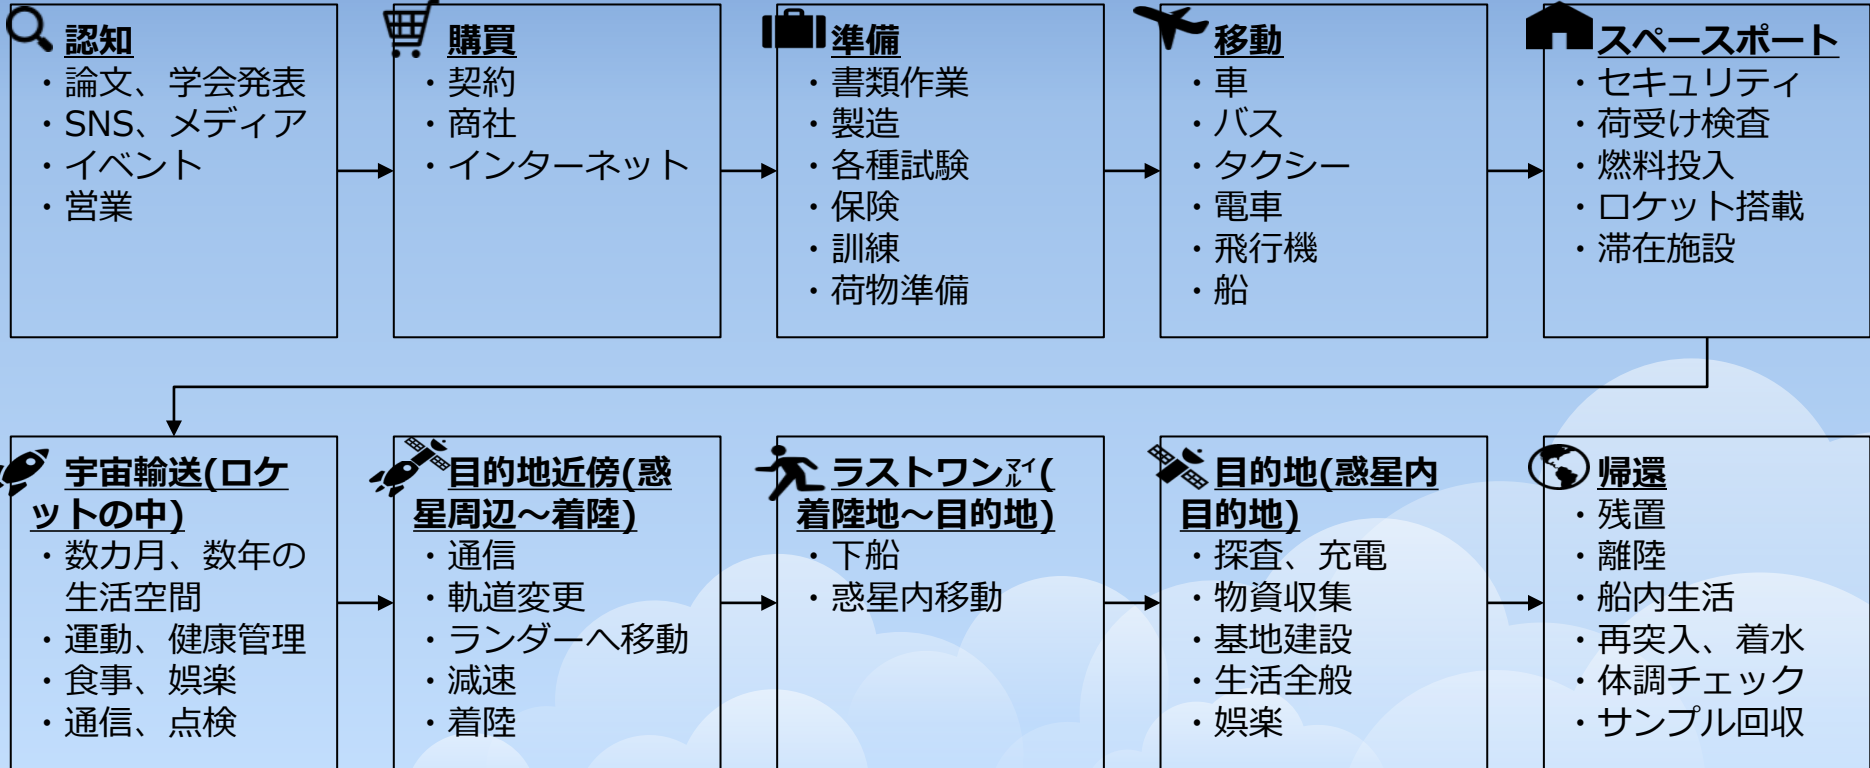 認知
・論文、学会発表
・SNS、メディア
・イベント
・営業
購買
・契約
・商社
・インターネット
準備
・書類作業
・製造
・各種試験
・保険
・訓練
・荷物準備
移動
・車
・バス
・タクシー
・電車
・飛行機
・船
スペースポート
・セキュリティ
・荷受け検査
・燃料投入
・ロケット搭載
・滞在施設
宇宙輸送(ロケ
ットの中)
・数カ月、数年の
生活空間
・運動、健康管理
・食事、娯楽
・通信、点検
目的地近傍(惑
星周辺～着陸)
・通信
・軌道変更
・ランダーへ移動
・減速
・着陸
ラストワン㍄(
着陸地～目的地)
・下船
・惑星内移動
目的地(惑星内
目的地)
・探査、充電
・物資収集
・基地建設
・生活全般
・娯楽
帰還
・残置
・離陸
・船内生活
・再突入、着水
・体調チェック
・サンプル回収